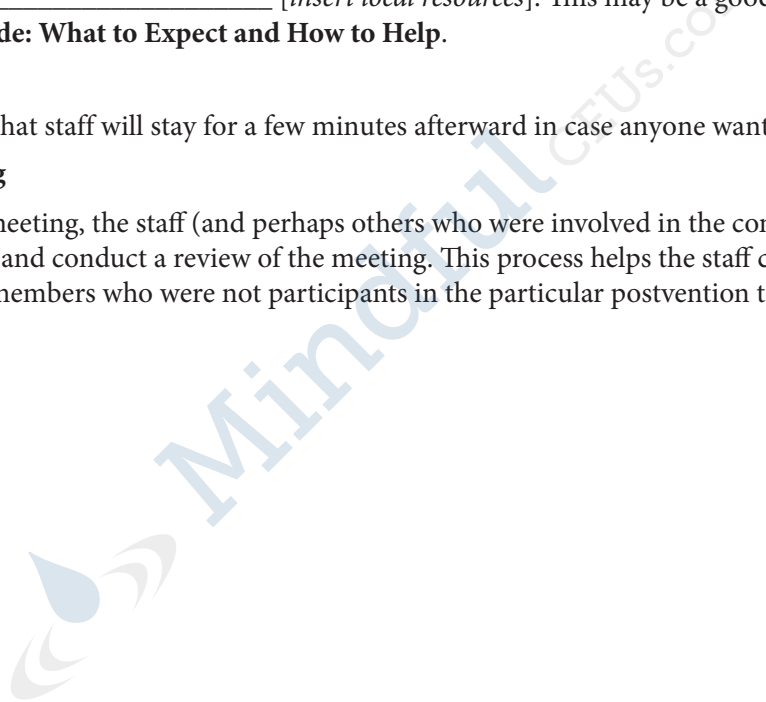 ____________________ [insert local resources]. This may be a good
de: What to Expect and How to Help.
hat staff will stay for a few minutes afterward in case anyone want
g
neeting, the staff (and perhaps others who were involved in the con
and conduct a review of the meeting. This process helps the staff c
nembers who were not participants in the particular postvention t
Mindful CEUs.co